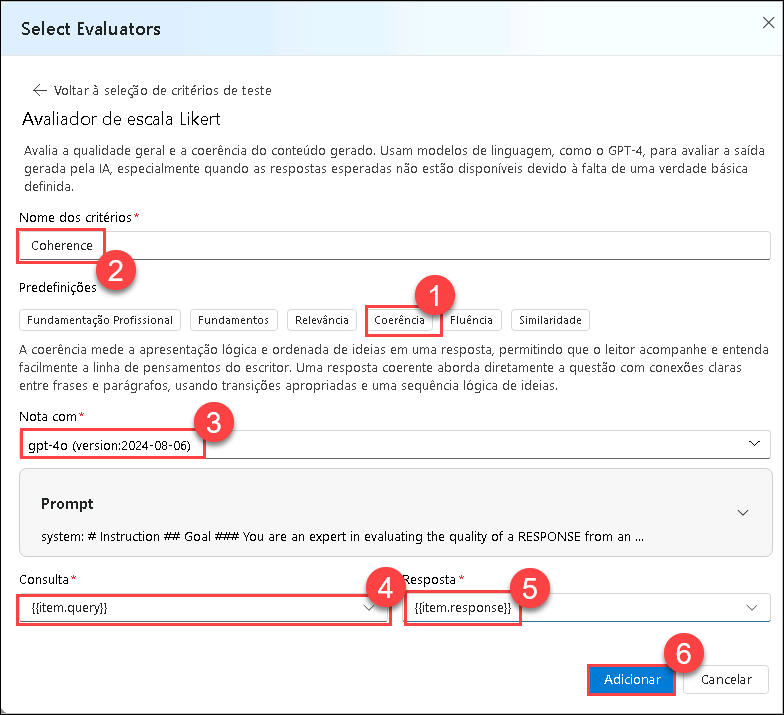 Select Evaluators
← Voltar à seleção de critérios de teste
Avaliador de escala Likert
Avalia a qualidade geral e a coerência do conteúdo gerado. Usam modelos de linguagem, como o GPT-4, para avaliar a saída
gerada pela IA, especialmente quando as respostas esperadas não estão disponíveis devido à falta de uma verdade básica
definida.
Nome dos critérios*
Coherence
2
Predefinições
1
Fundamentação Profissional Fundamentos Relevância Coerência Fluência Similaridade
A coerência mede a apresentação lógica e ordenada de ideias em uma resposta, permitindo que o leitor acompanhe e entenda
facilmente a linha de pensamentos do escritor. Uma resposta coerente aborda diretamente a questão com conexões claras
entre frases e parágrafos, usando transições apropriadas e uma sequência lógica de ideias.
Nota com*
3
gpt-4o (version:2024-08-06)
Prompt
system: # Instruction ## Goal ### You are an expert in evaluating the quality of a RESPONSE from an ...
Consulta* 4 Resposta* 5
{{item.query}} {{item.response}}
6
Adicionar Cancelar